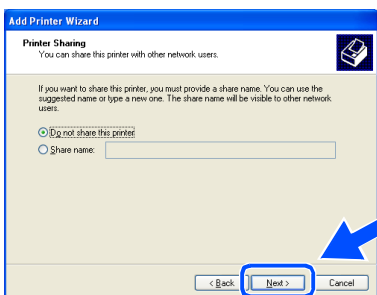 Add Printer Wizard
Printer Sharing
You can share this printer with other network users.
If you want to share this printer, you must provide a share name. You can use the
suggested name or type a new one. The share name will be visible to other network
users.
Do not share this printer
Share name:
< Back
Next >
Cancel